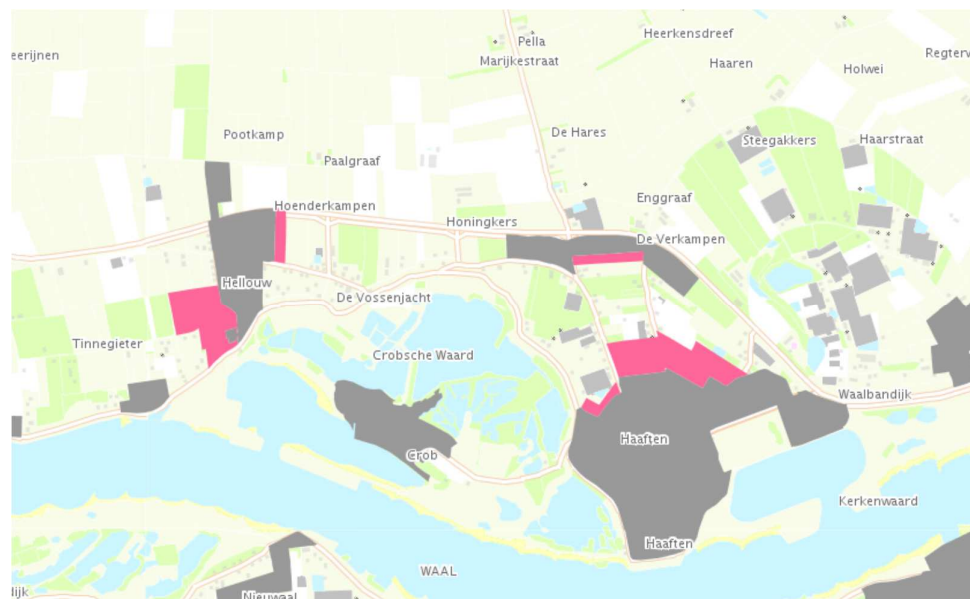 Heerkensdreef
Pella
eerijnen
Marijkestraat
Regterv
Haaren
Holwei
Pootkamp
De Hares
Steegakkers
Haarstraat
Paalgraaf
Enggraaf
Hoenderkampen
Honingkers
De Verkampen
Hellouw
De Vossenjacht
Tinnegieter
Crobsche Waard
Waalbandijk
Haaften
Crob
Kerkenwaard
Haaften
WAAL
dijk
Nieuwaal